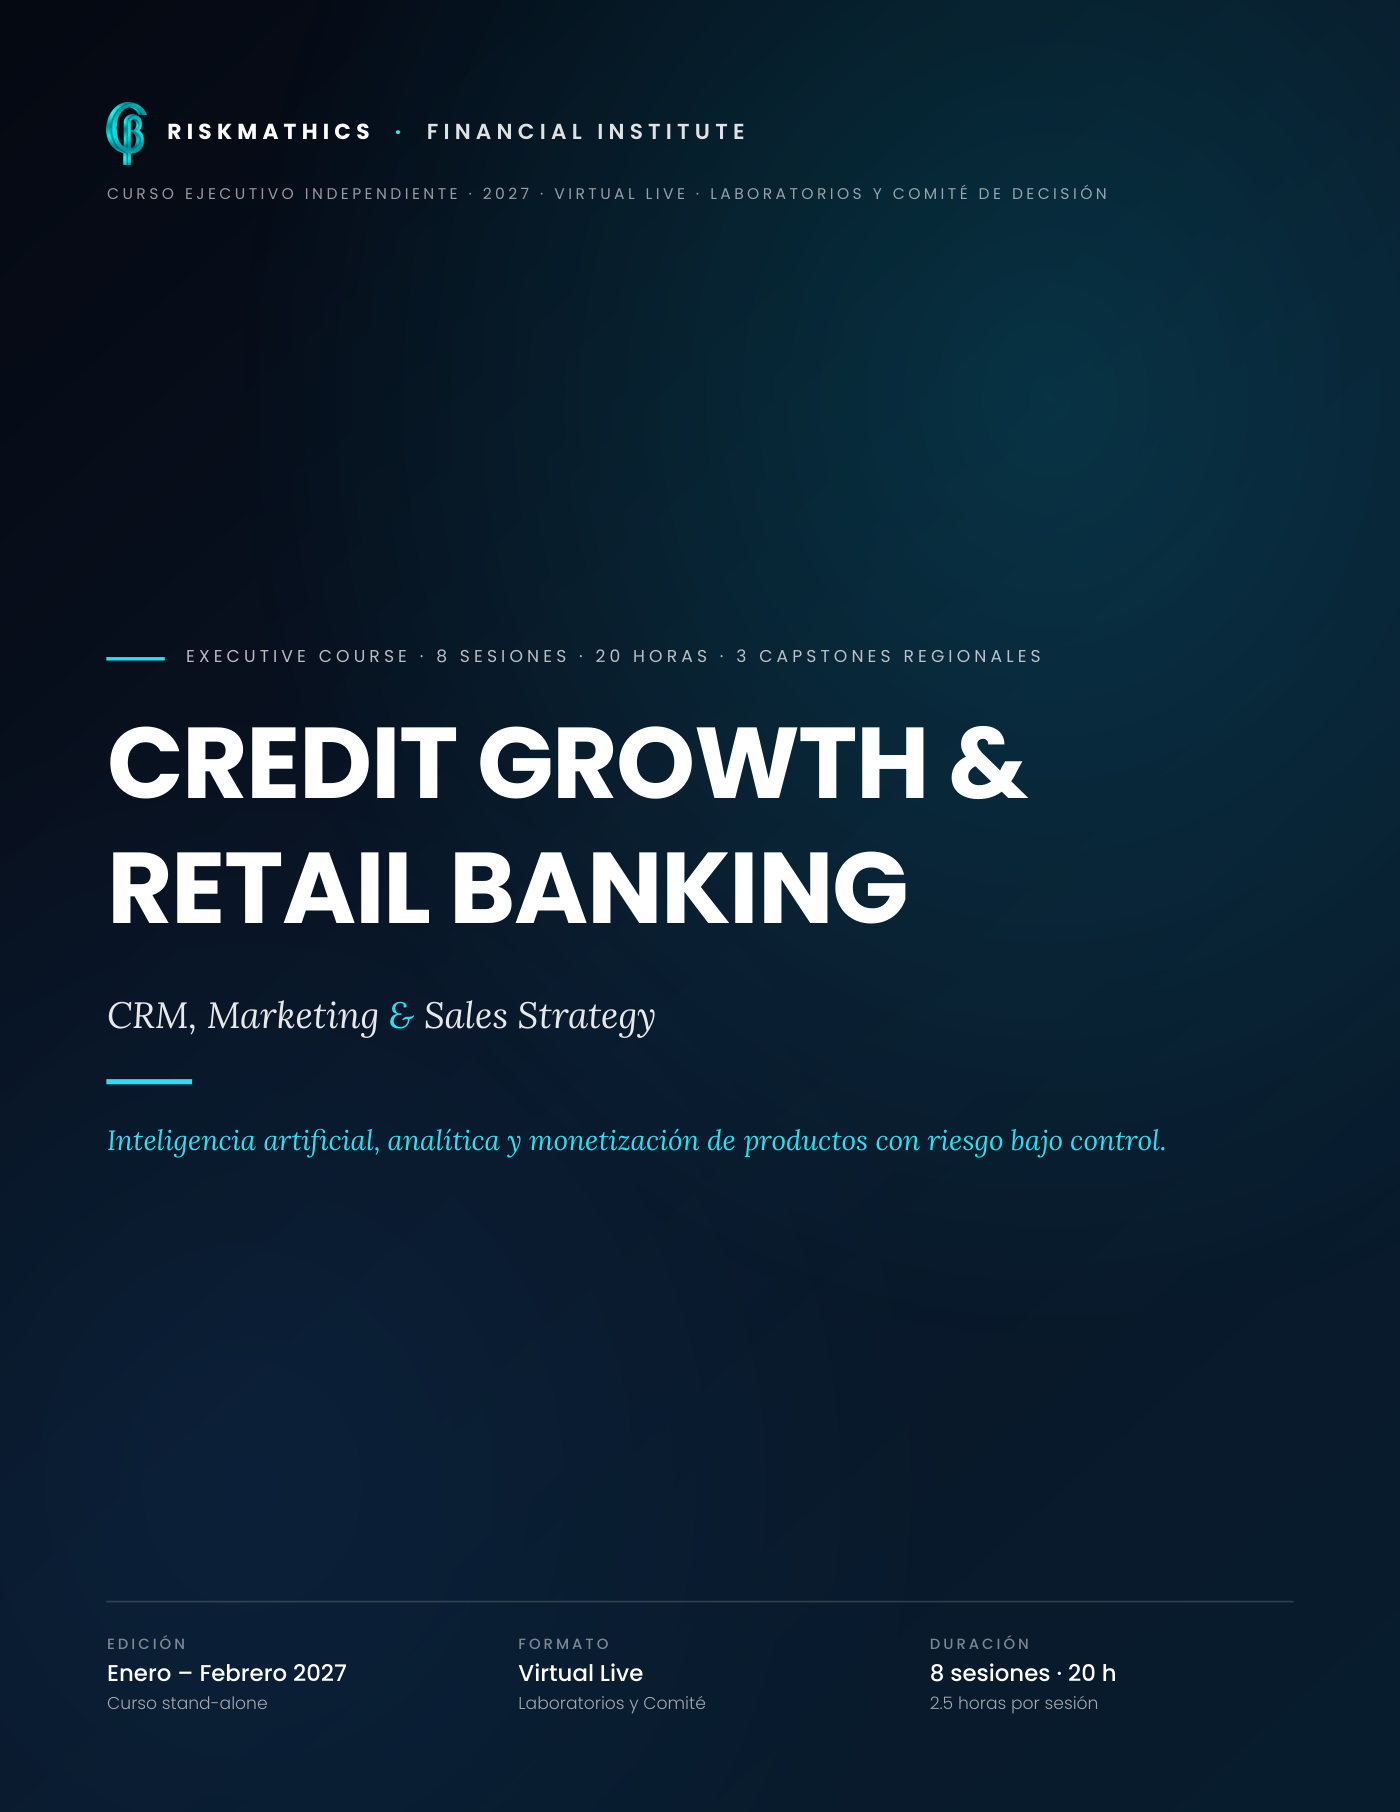 RISKMATHICS · FINANCIAL INSTITUTE
CURSO EJECUTIVO INDEPENDIENTE · 2027 · VIRTUAL LIVE · LABORATORIOS Y COMITÉ DE DECISIÓN
EXECUTIVE COURSE · 8 SESIONES · 20 HORAS · 3 CAPSTONES REGIONALES
CREDIT GROWTH &
RETAIL BANKING
CRM, Marketing & Sales Strategy
Inteligencia artificial, analítica y monetización de productos con riesgo bajo control.
EDICIÓN
Enero – Febrero 2027
Curso stand-alone
FORMATO
Virtual Live
Laboratorios y Comité
DURACIÓN
8 sesiones · 20 h
2.5 horas por sesión